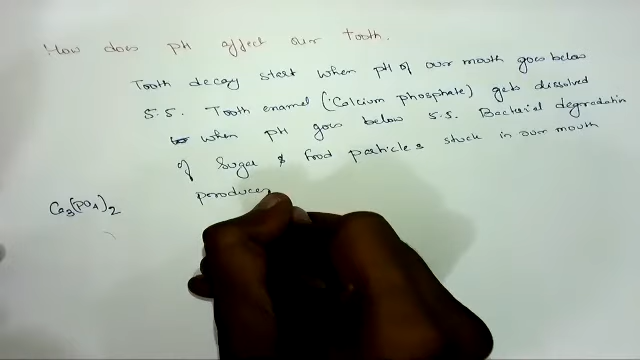 How does pH affect our tooth.
Tooth decay start when pH of our mouth goes below
5.5. Tooth enamel (Calcium phosphate) gets dissolved
when pH goes below 5.5. Bacterial degradation
of Sugar & food particles stuck in our mouth
produces
Ca3(PO4)2